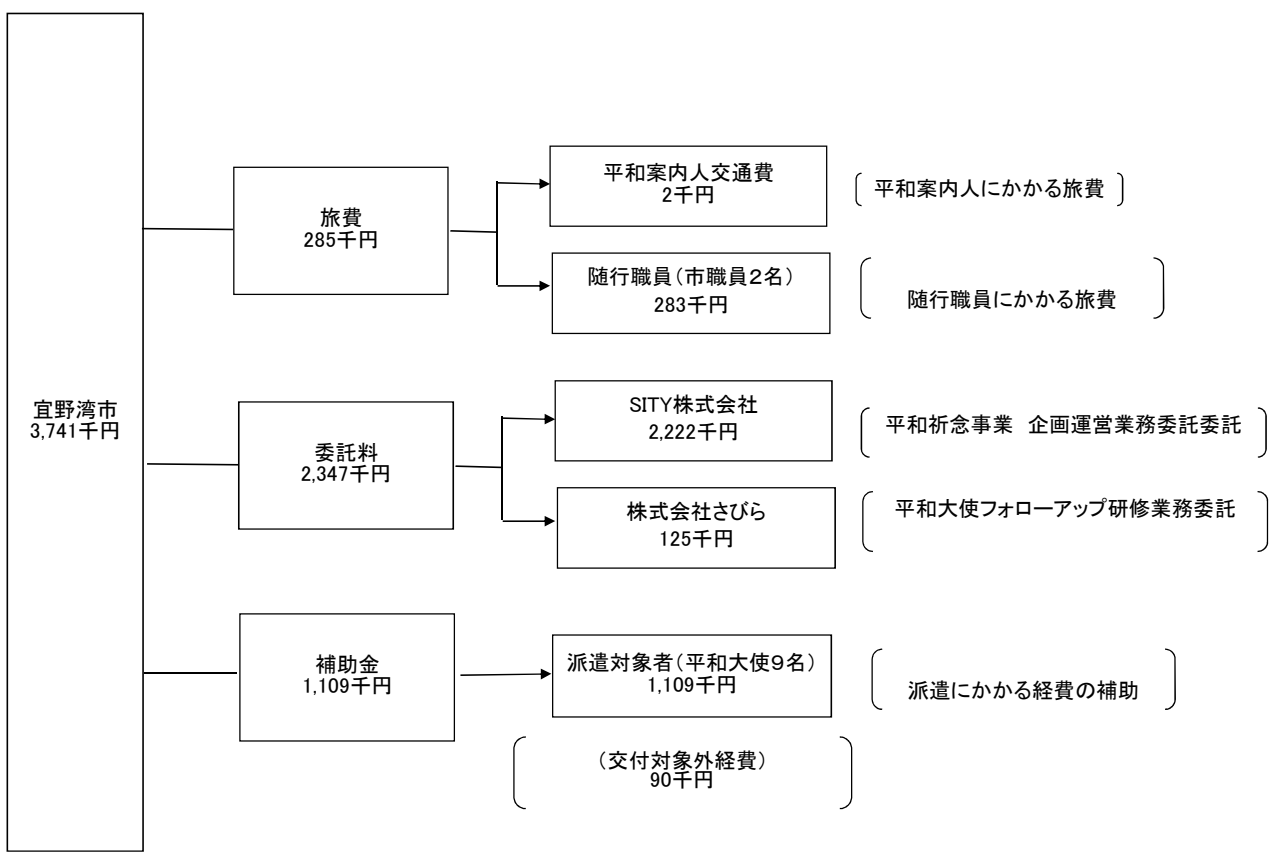 宜野湾市
3,741千円
旅費
285千円
平和案内人交通費
2千円
平和案内人にかかる旅費
随行職員(市職員2名)
283千円
随行職員にかかる旅費
委託料
2,347千円
SITY株式会社
2,222千円
平和祈念事業 企画運営業務委託委託
株式会社さびら
125千円
平和大使フォローアップ研修業務委託
補助金
1,109千円
派遣対象者(平和大使9名)
1,109千円
派遣にかかる経費の補助
(交付対象外経費)
90千円